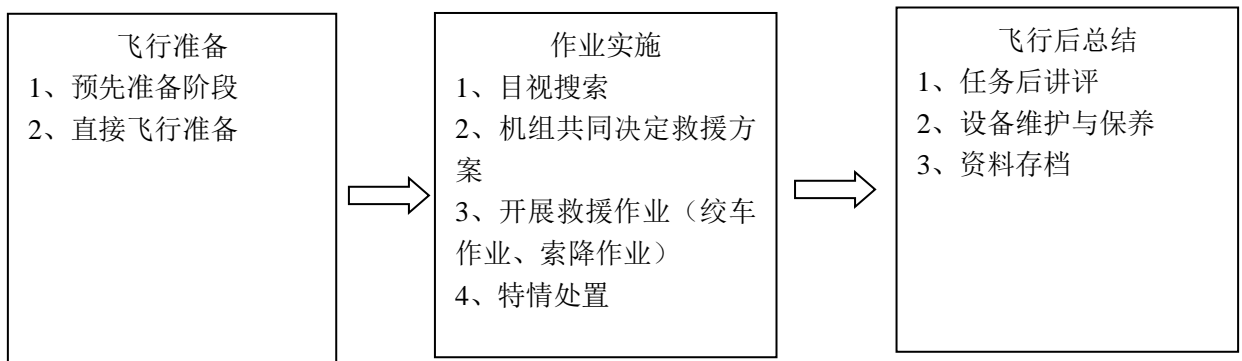 飞行准备
1、预先准备阶段
2、直接飞行准备
作业实施
1、目视搜索
2、机组共同决定救援方
案
3、开展救援作业（绞车
作业、索降作业）
4、特情处置
飞行后总结
1、任务后讲评
2、设备维护与保养
3、资料存档